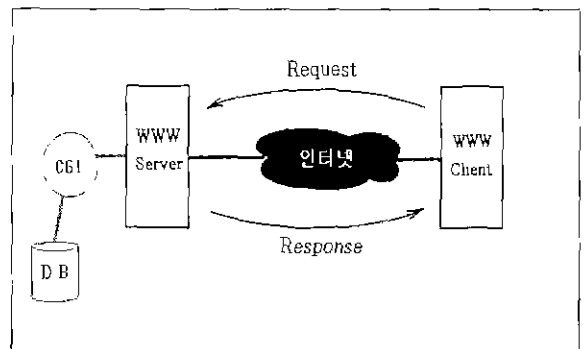 Request
WWW
Server
인터넷
WWW
Client
CGI
Response
D B